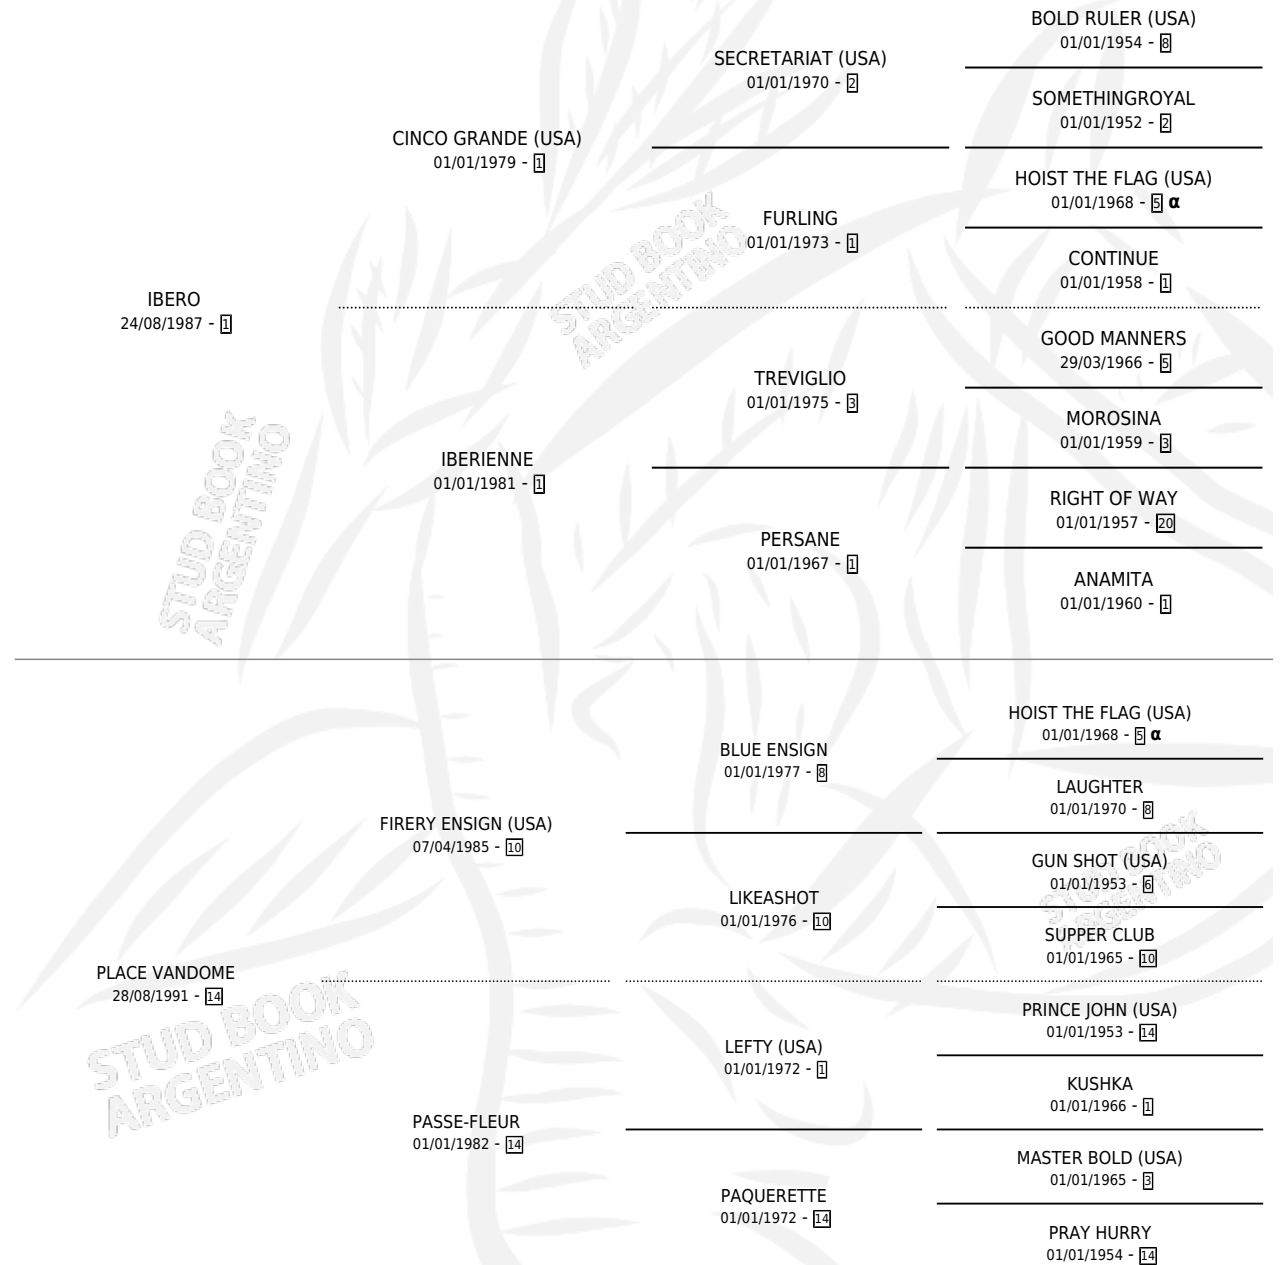 BOLD RULER (USA)
01/01/1954 - 8
SECRETARIAT (USA)
01/01/1970 - 2
SOMETHINGROYAL
01/01/1952 - 2
CINCO GRANDE (USA)
01/01/1979 - 1
HOIST THE FLAG (USA)
01/01/1968 - 5 α
FURLING
01/01/1973 - 1
CONTINUE
01/01/1958 - 1
IBERO
24/08/1987 - 1
GOOD MANNERS
29/03/1966 - 5
TREVIGLIO
01/01/1975 - 3
MOROSINA
01/01/1959 - 3
IBERIENNE
01/01/1981 - 1
RIGHT OF WAY
01/01/1957 - 20
PERSANE
01/01/1967 - 1
ANAMITA
01/01/1960 - 1
HOIST THE FLAG (USA)
01/01/1968 - 5 α
BLUE ENSIGN
01/01/1977 - 8
LAUGHTER
01/01/1970 - 8
FIRERY ENSIGN (USA)
07/04/1985 - 10
GUN SHOT (USA)
01/01/1953 - 6
LIKEASHOT
01/01/1976 - 10
SUPPER CLUB
01/01/1965 - 10
PLACE VANDOME
28/08/1991 - 14
PRINCE JOHN (USA)
01/01/1953 - 14
LEFTY (USA)
01/01/1972 - 1
KUSHKA
01/01/1966 - 1
PASSE-FLEUR
01/01/1982 - 14
MASTER BOLD (USA)
01/01/1965 - 3
PAQUERETTE
01/01/1972 - 14
PRAY HURRY
01/01/1954 - 14
STUD BOOK
ARGENTINO
STUD BOOK
ARGENTINO
STUD BOOK
ARGENTINO
STUD BOOK
ARGENTINO